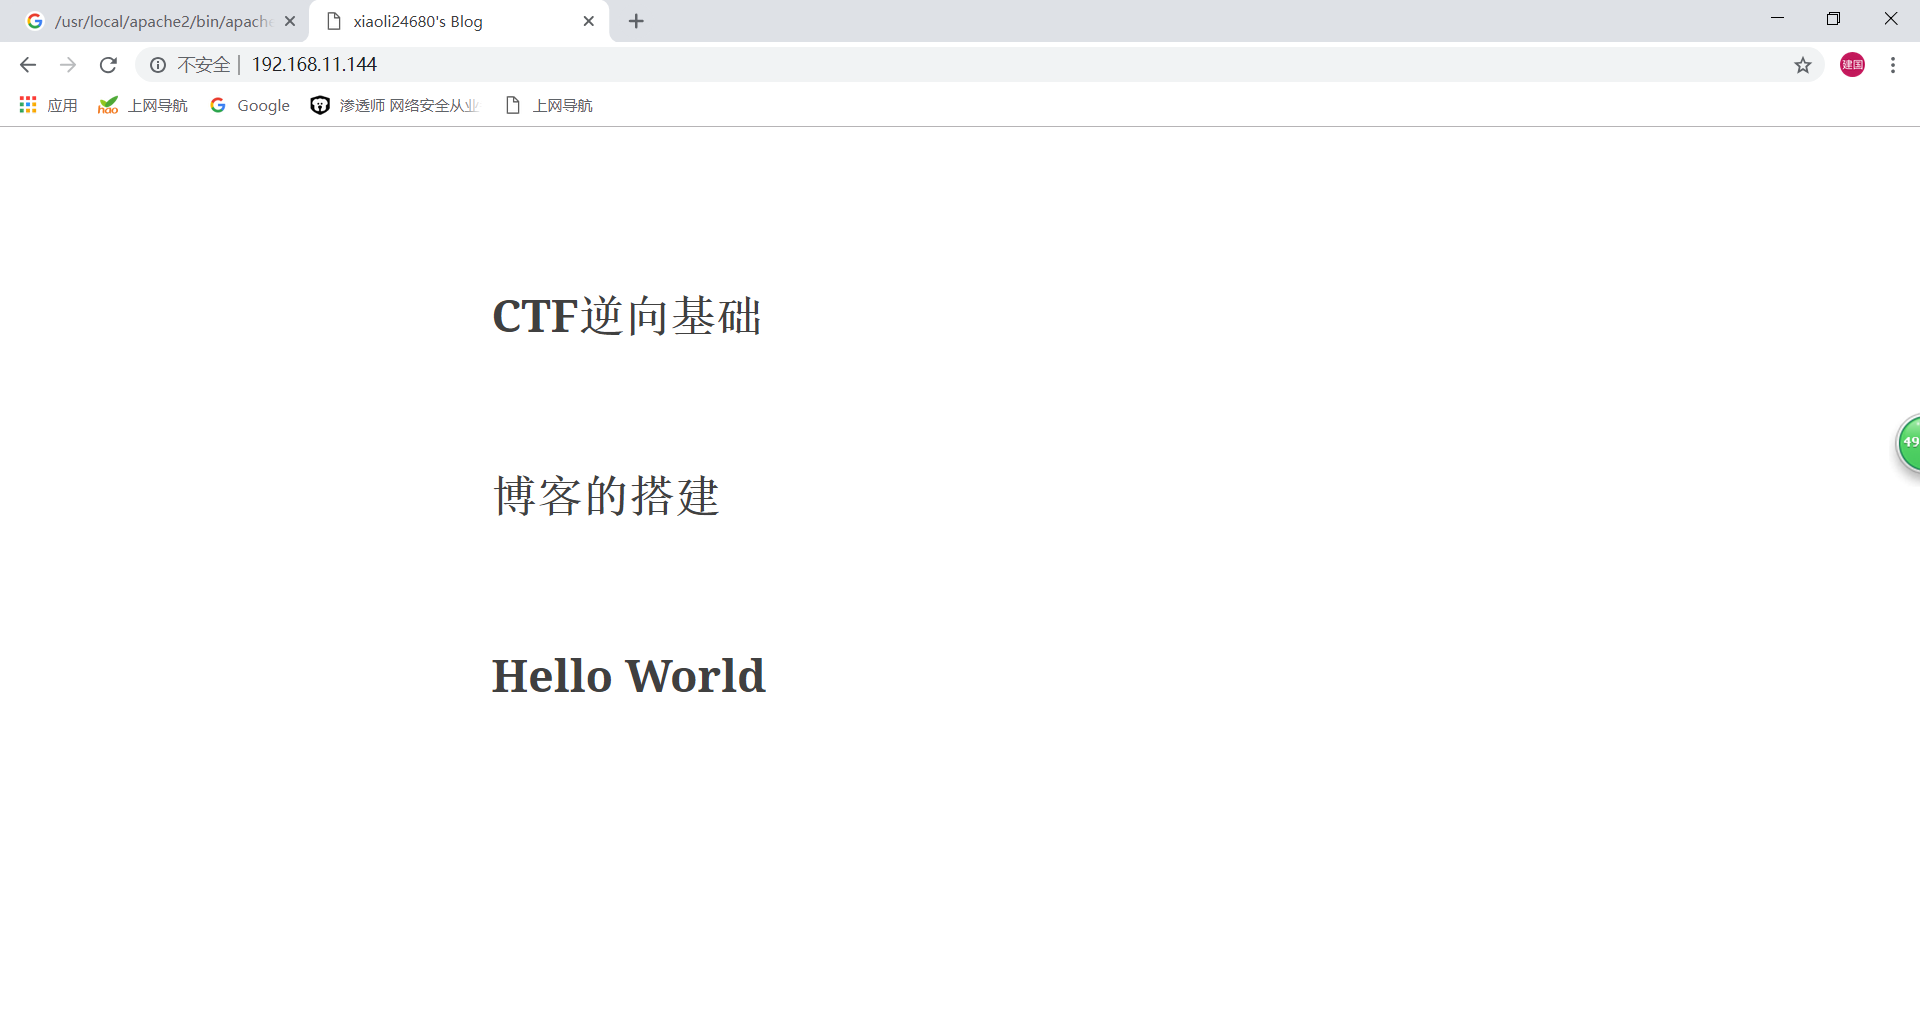 /usr/local/apache2/bin/apache
xiaoli24680's Blog
不安全 | 192.168.11.144
建国
应用
hao 上网导航
Google
渗透师 网络安全从业
上网导航
CTF逆向基础
49
博客的搭建
Hello World